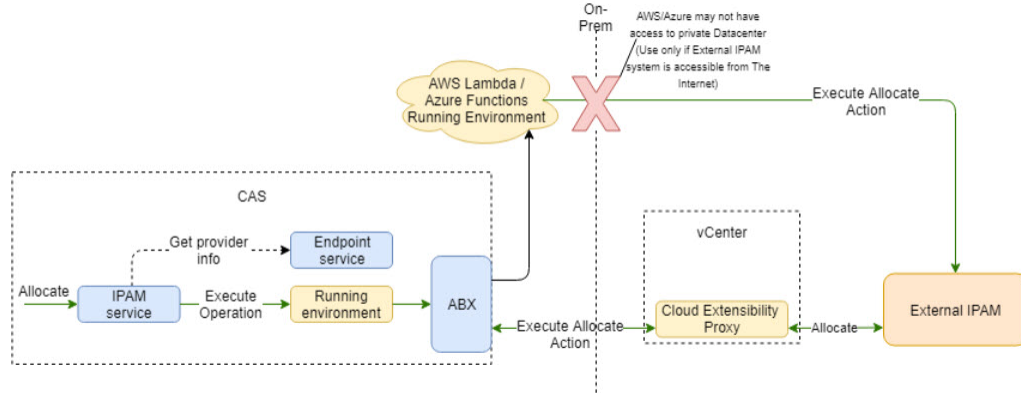 On-
Prem
AWS/Azure may not have
access to private Datacenter
(Use only if External IPAM
system is accessible from The
Internet)
AWS Lambda /
Azure Functions
Running Environment
Execute Allocate
Action
CAS
Get provider
info
Endpoint
service
Allocate
IPAM
service
Execute
Operation
Running
environment
ABX
Execute Allocate
Action
vCenter
Cloud Extensibility
Proxy
Allocate
External IPAM